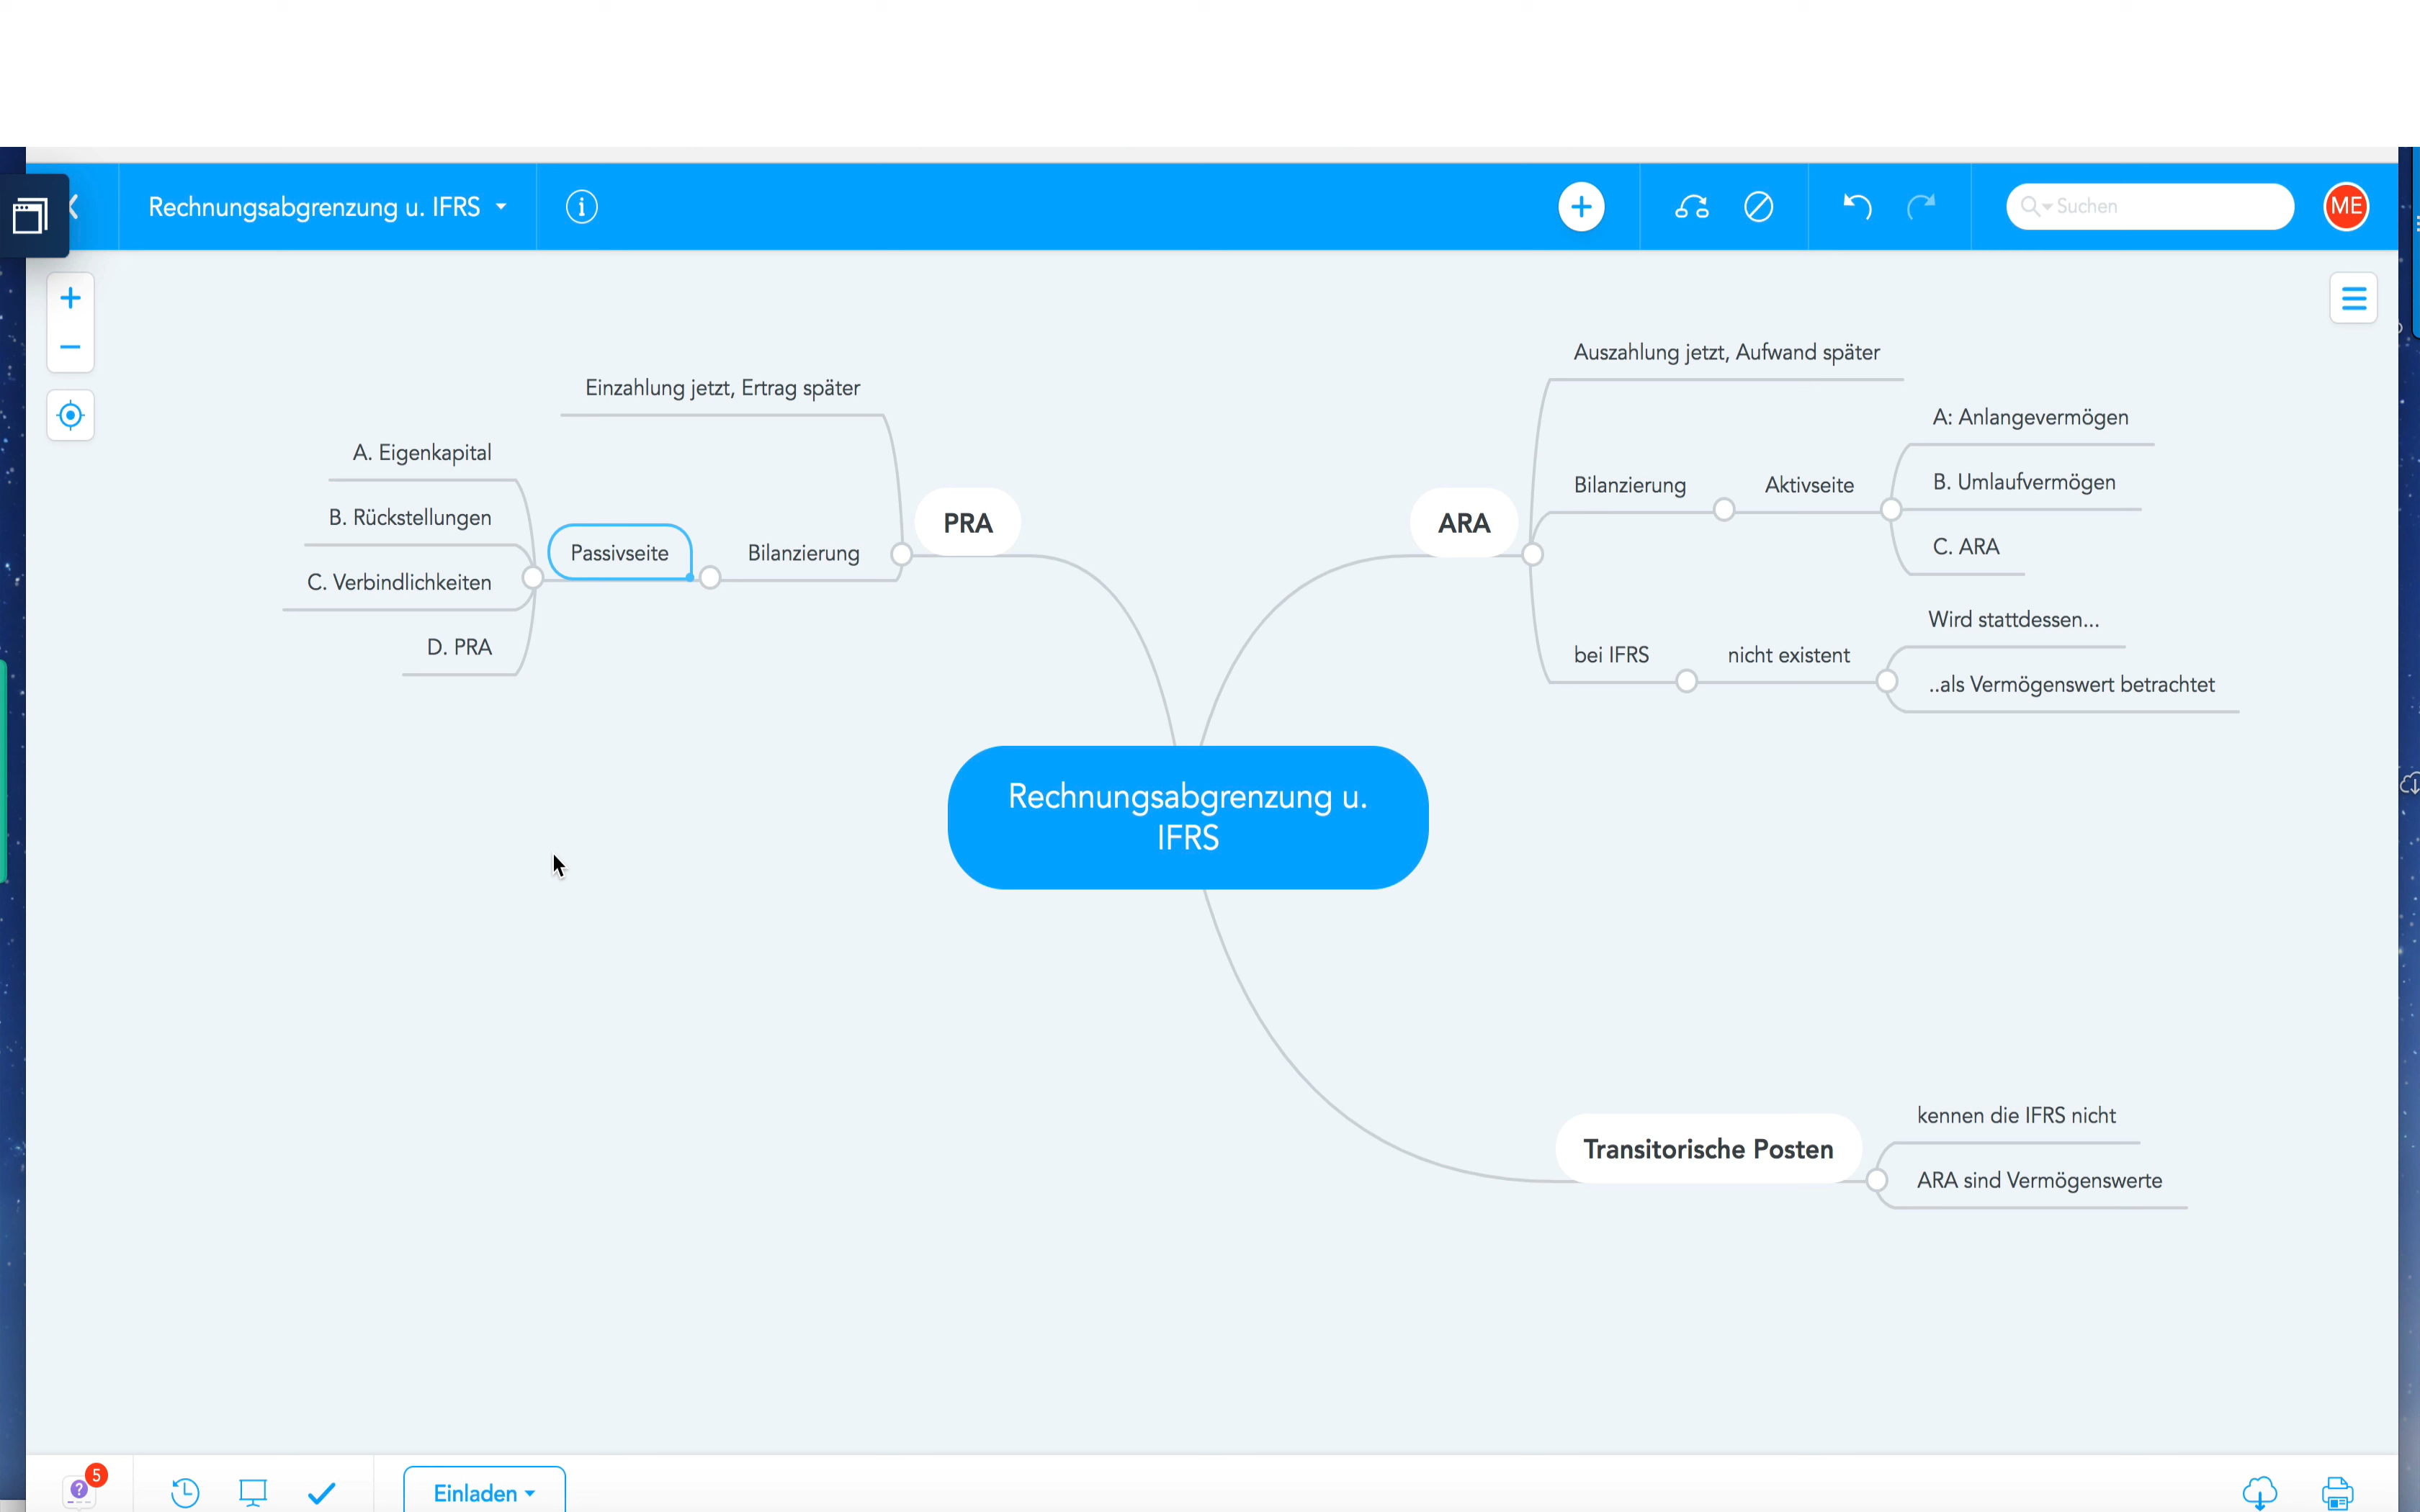 Rechnungsabgrenzung u. IFRS
Suchen
ME
Einzahlung jetzt, Ertrag später
A. Eigenkapital
B. Rückstellungen
C. Verbindlichkeiten
D. PRA
Passivseite
Bilanzierung
PRA
ARA
Auszahlung jetzt, Aufwand später
Bilanzierung
Aktivseite
A: Anlangevermögen
B. Umlaufvermögen
C. ARA
bei IFRS
nicht existent
Wird stattdessen...
..als Vermögenswert betrachtet
Rechnungsabgrenzung u.
IFRS
Transitorische Posten
kennen die IFRS nicht
ARA sind Vermögenswerte
5
Einladen